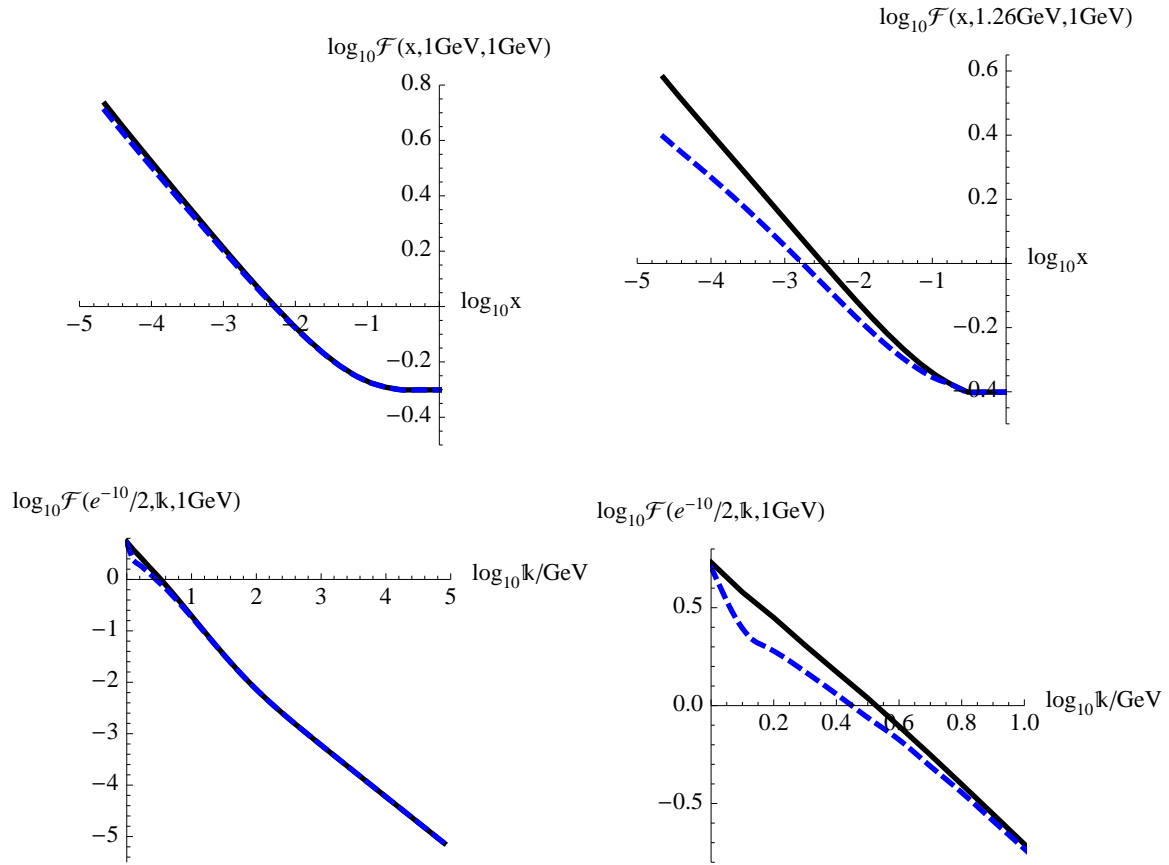 log₁₀ℱ(x,1GeV,1GeV)
0.8
0.6
0.4
0.2
−5 −4 −3 −2 −1
log₁₀x
−0.2
−0.4
log₁₀ℱ(x,1.26GeV,1GeV)
0.6
0.4
0.2
−5 −4 −3 −2 −1
log₁₀x
−0.2
−0.4
log₁₀ℱ(e⁻¹⁰/2,𝕜,1GeV)
0
1 2 3 4 5
log₁₀𝕜/GeV
−1
−2
−3
−4
−5
log₁₀ℱ(e⁻¹⁰/2,𝕜,1GeV)
0.5
0.0
0.2 0.4 0.6 0.8 1.0
log₁₀𝕜/GeV
−0.5